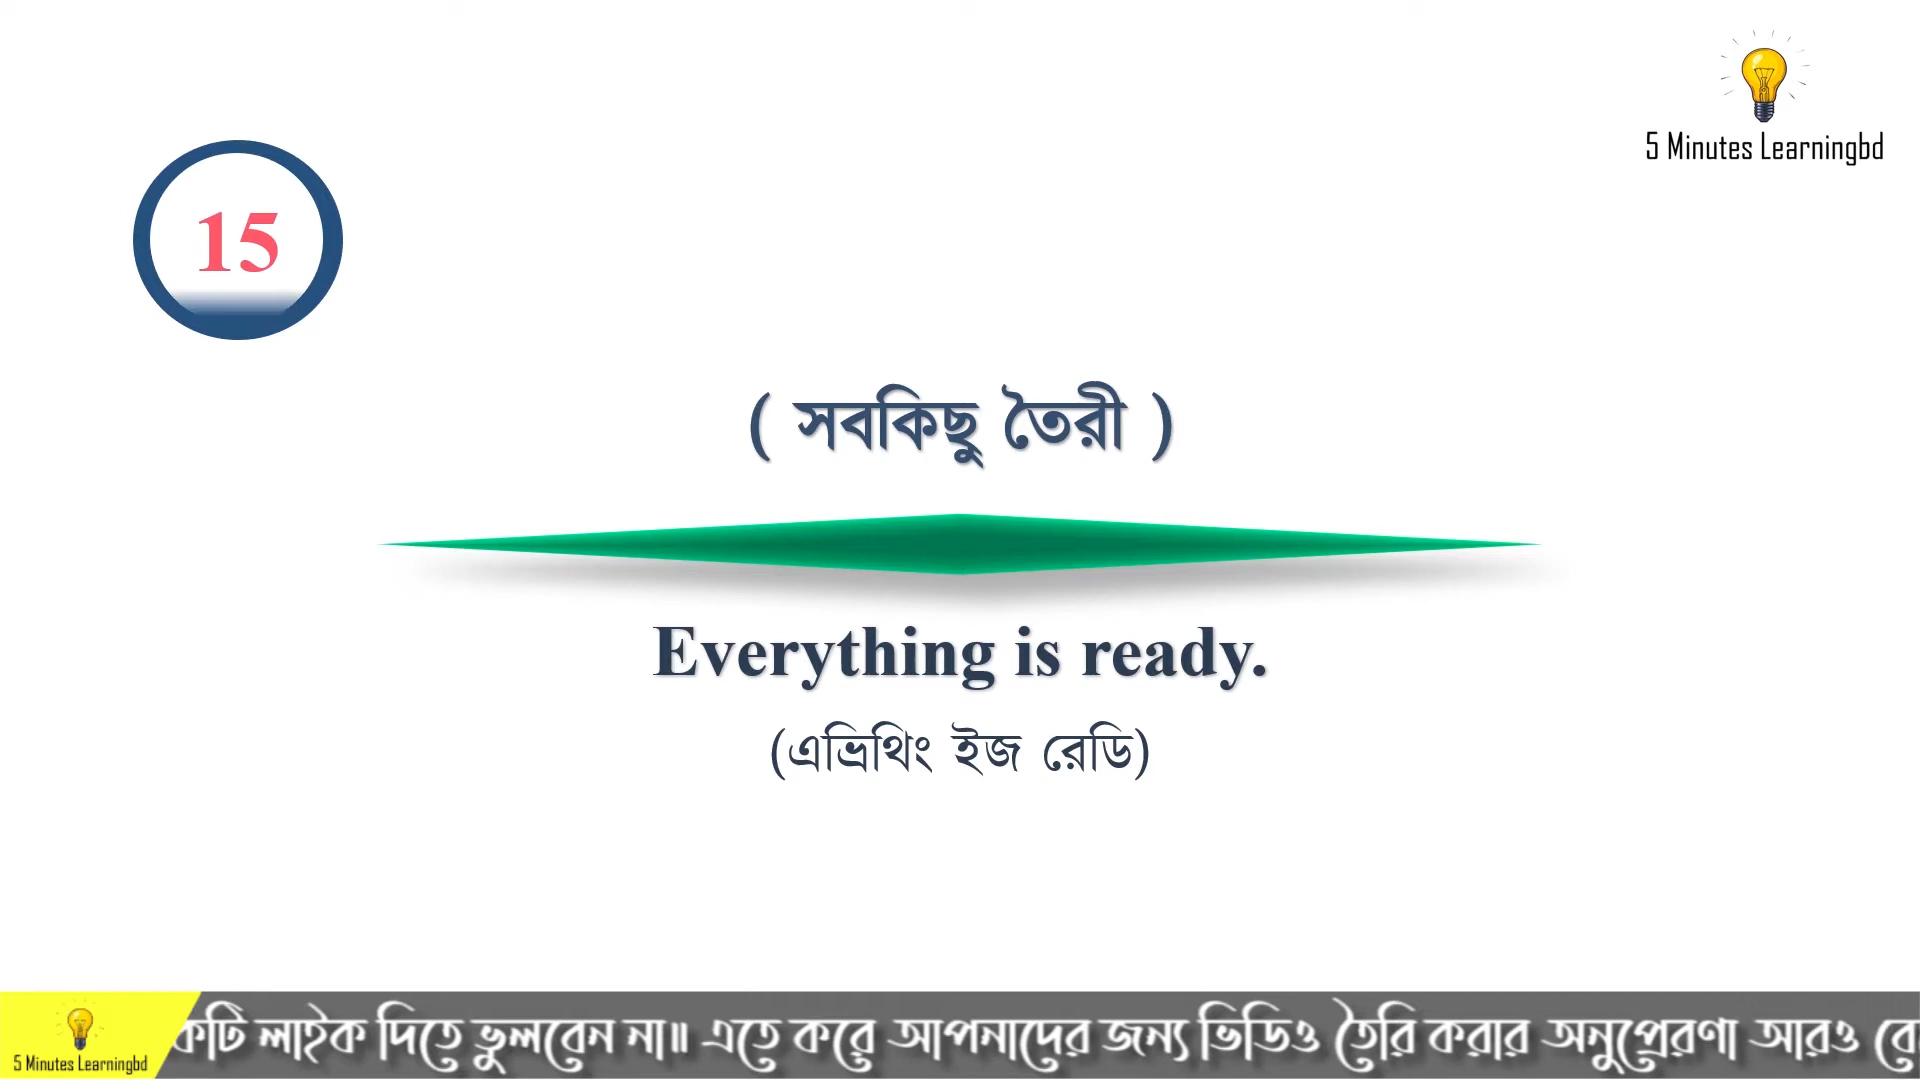 5 Minutes Learningbd
15
( সবকিছু তৈরী )
Everything is ready.
(এভ্রিথিং ইজ রেডি)
5 Minutes Learningbd
লাইক দিতে ভুলবেন না॥ এতে করে আপনাদের জন্য ভিডিও তৈরি করার অনুপ্রেরণা আরও